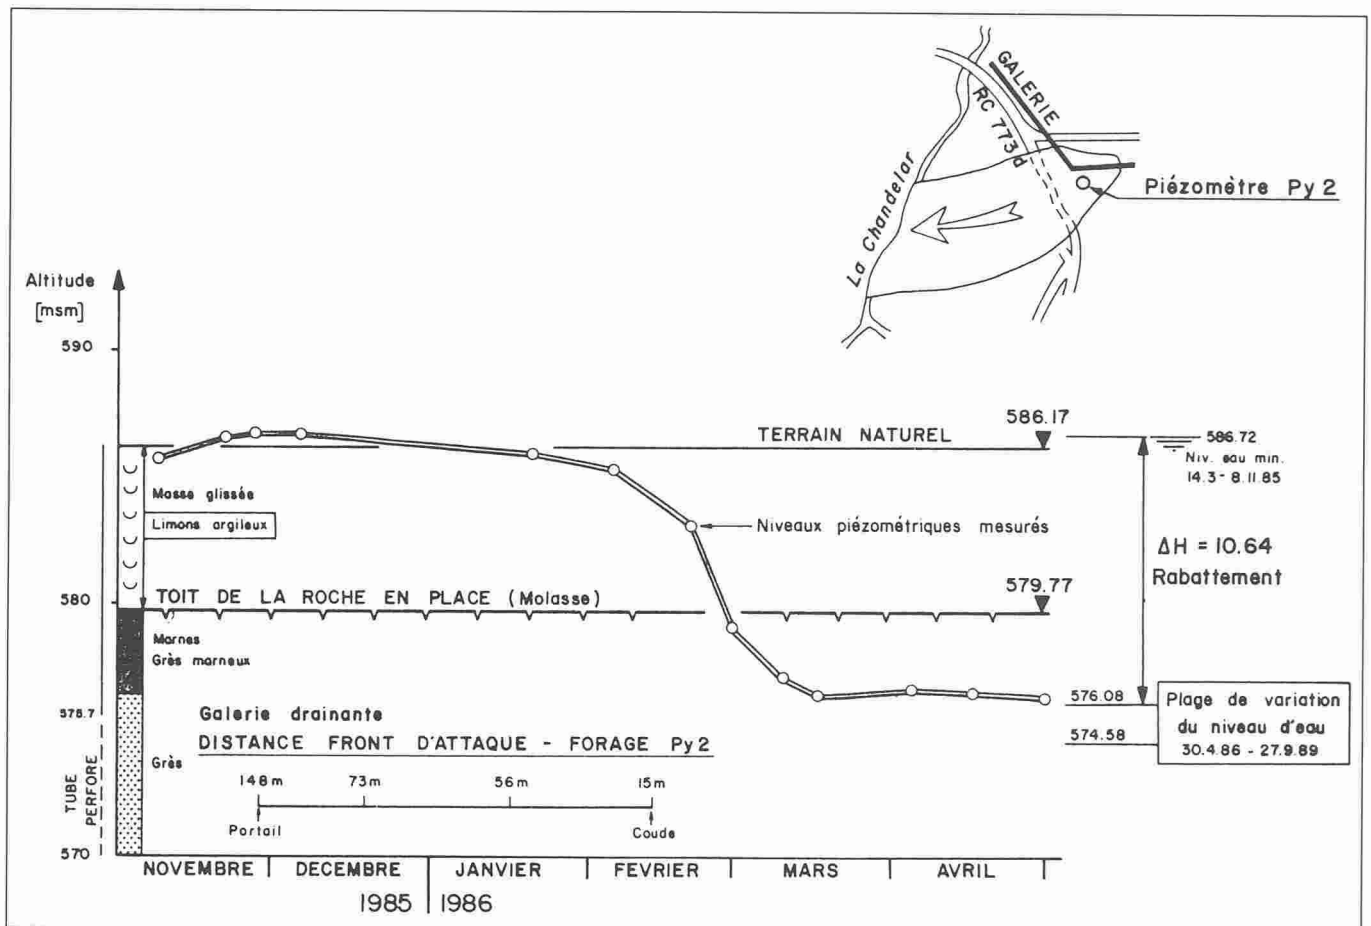 GALERIE
RC 773d
La Chandelar
Piézomètre Py 2
Altitude
[msm]
590
586.17
TERRAIN NATUREL
586.72
Niv. eau min.
14.3 - 8.11.85
Masse glissée
Limons argileux
Niveaux piézométriques mesurés
ΔH = 10.64
Rabattement
580
TOIT DE LA ROCHE EN PLACE (Molasse)
579.77
Marnes
Grès marneux
576.08
574.58
Plage de variation
du niveau d'eau
30.4.86 - 27.9.89
575.7
Galerie drainante
DISTANCE FRONT D'ATTAQUE - FORAGE Py 2
Grès
148m 73m 56m 15m
Portail Coude
TUBE
PERFORE
570
NOVEMBRE DECEMBRE JANVIER FEVRIER MARS AVRIL
1985 1986